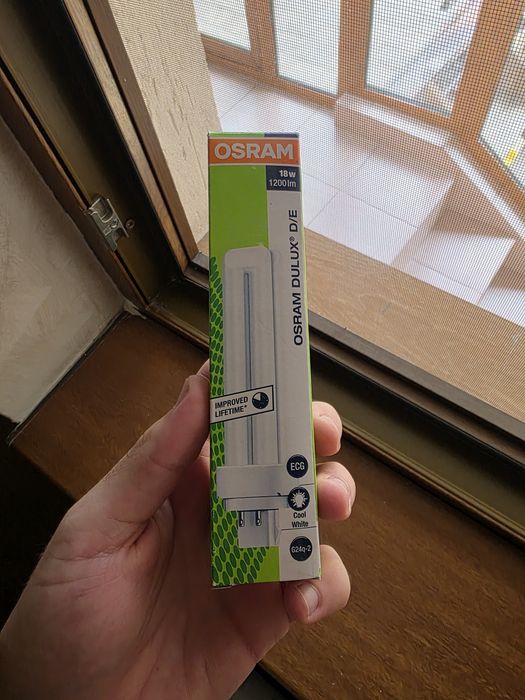 OSRAM
18w
1200 lm
OSRAM DULUX® D/E
IMPROVED
LIFETIME*
ECG
Cool
White
G24q-2